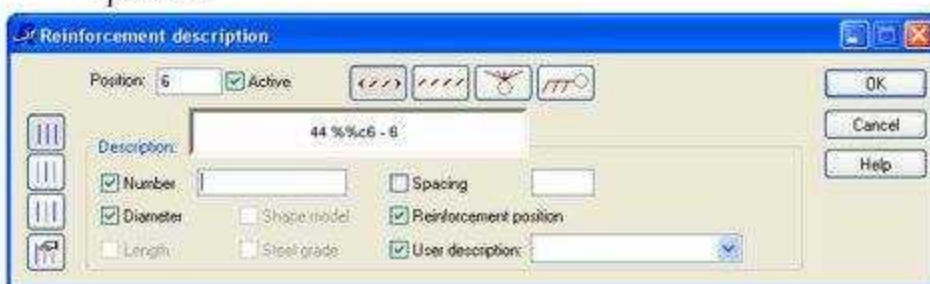 Reinforcement description
Position: 6 Active
OK
44 %%c6 - 6
Cancel
Description:
Help
Number Spacing
Diameter Shape model Reinforcement position
Length Steel grade User description: